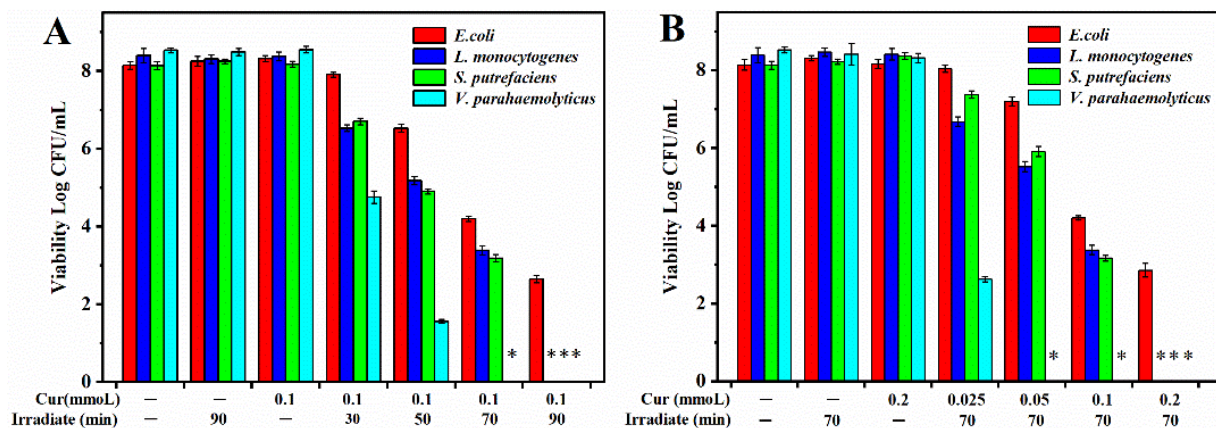 A
E.coli
L. monocytogenes
S. putrefaciens
V. parahaemolyticus
Viability Log CFU/mL
8
6
4
2
0
*
***
Cur(mmoL) — — 0.1 0.1 0.1 0.1 0.1
Irradiate (min) — 90 — 30 50 70 90
B
E.coli
L. monocytogenes
S. putrefaciens
V. parahaemolyticus
Viability Log CFU/mL
8
6
4
2
0
*
*
***
Cur (mmoL) — — 0.2 0.025 0.05 0.1 0.2
Irradiate (min) — 70 — 70 70 70 70